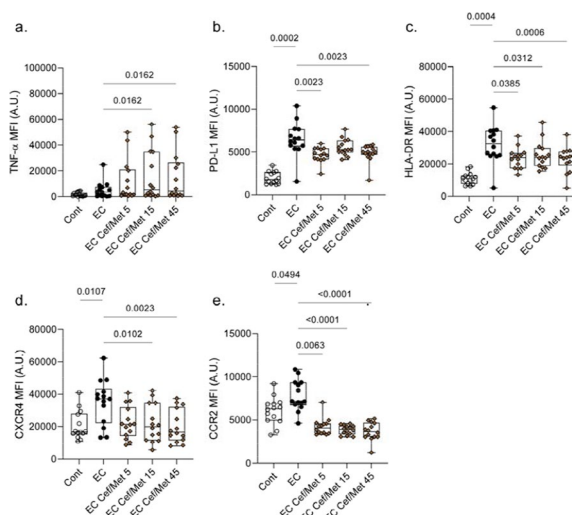 a.
0.0162
0.0162
TNF-α MFI (A.U.)
100000
80000
60000
40000
20000
0
Cont
EC
EC Cef/Met 5
EC Cef/Met 15
EC Cef/Met 45
b.
0.0002
0.0023
0.0023
PD-L1 MFI (A.U.)
15000
10000
5000
0
Cont
EC
EC Cef/Met 5
EC Cef/Met 15
EC Cef/Met 45
c.
0.0004
0.0006
0.0312
0.0385
HLA-DR MFI (A.U.)
80000
60000
40000
20000
0
Cont
EC
EC Cef/Met 5
EC Cef/Met 15
EC Cef/Met 45
d.
0.0107
0.0023
0.0102
CXCR4 MFI (A.U.)
80000
60000
40000
20000
0
Cont
EC
EC Cef/Met 5
EC Cef/Met 15
EC Cef/Met 45
e.
0.0494
<0.0001
<0.0001
0.0063
CCR2 MFI (A.U.)
15000
10000
5000
0
Cont
EC
EC Cef/Met 5
EC Cef/Met 15
EC Cef/Met 45